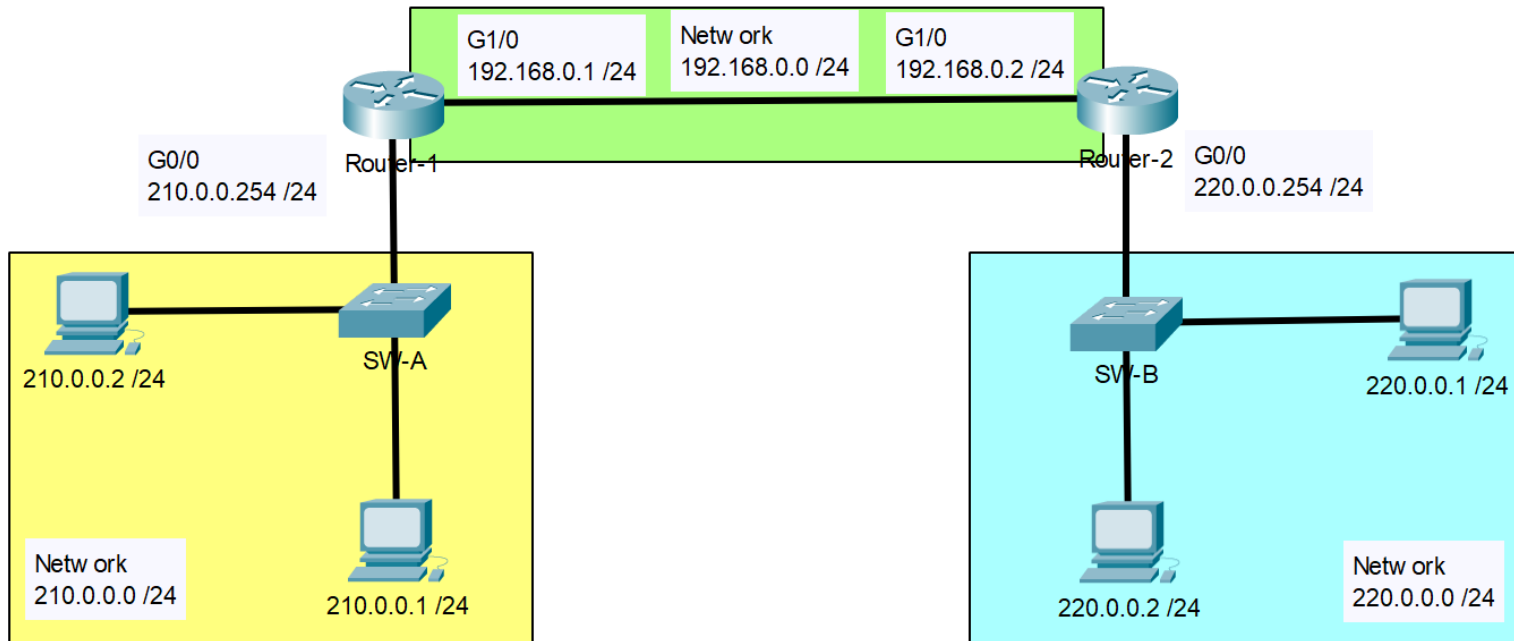 G1/0
192.168.0.1 /24
Netw ork
192.168.0.0 /24
G1/0
192.168.0.2 /24
Router-1
Router-2
G0/0
210.0.0.254 /24
G0/0
220.0.0.254 /24
210.0.0.2 /24
SW-A
210.0.0.1 /24
Netw ork
210.0.0.0 /24
SW-B
220.0.0.1 /24
220.0.0.2 /24
Netw ork
220.0.0.0 /24